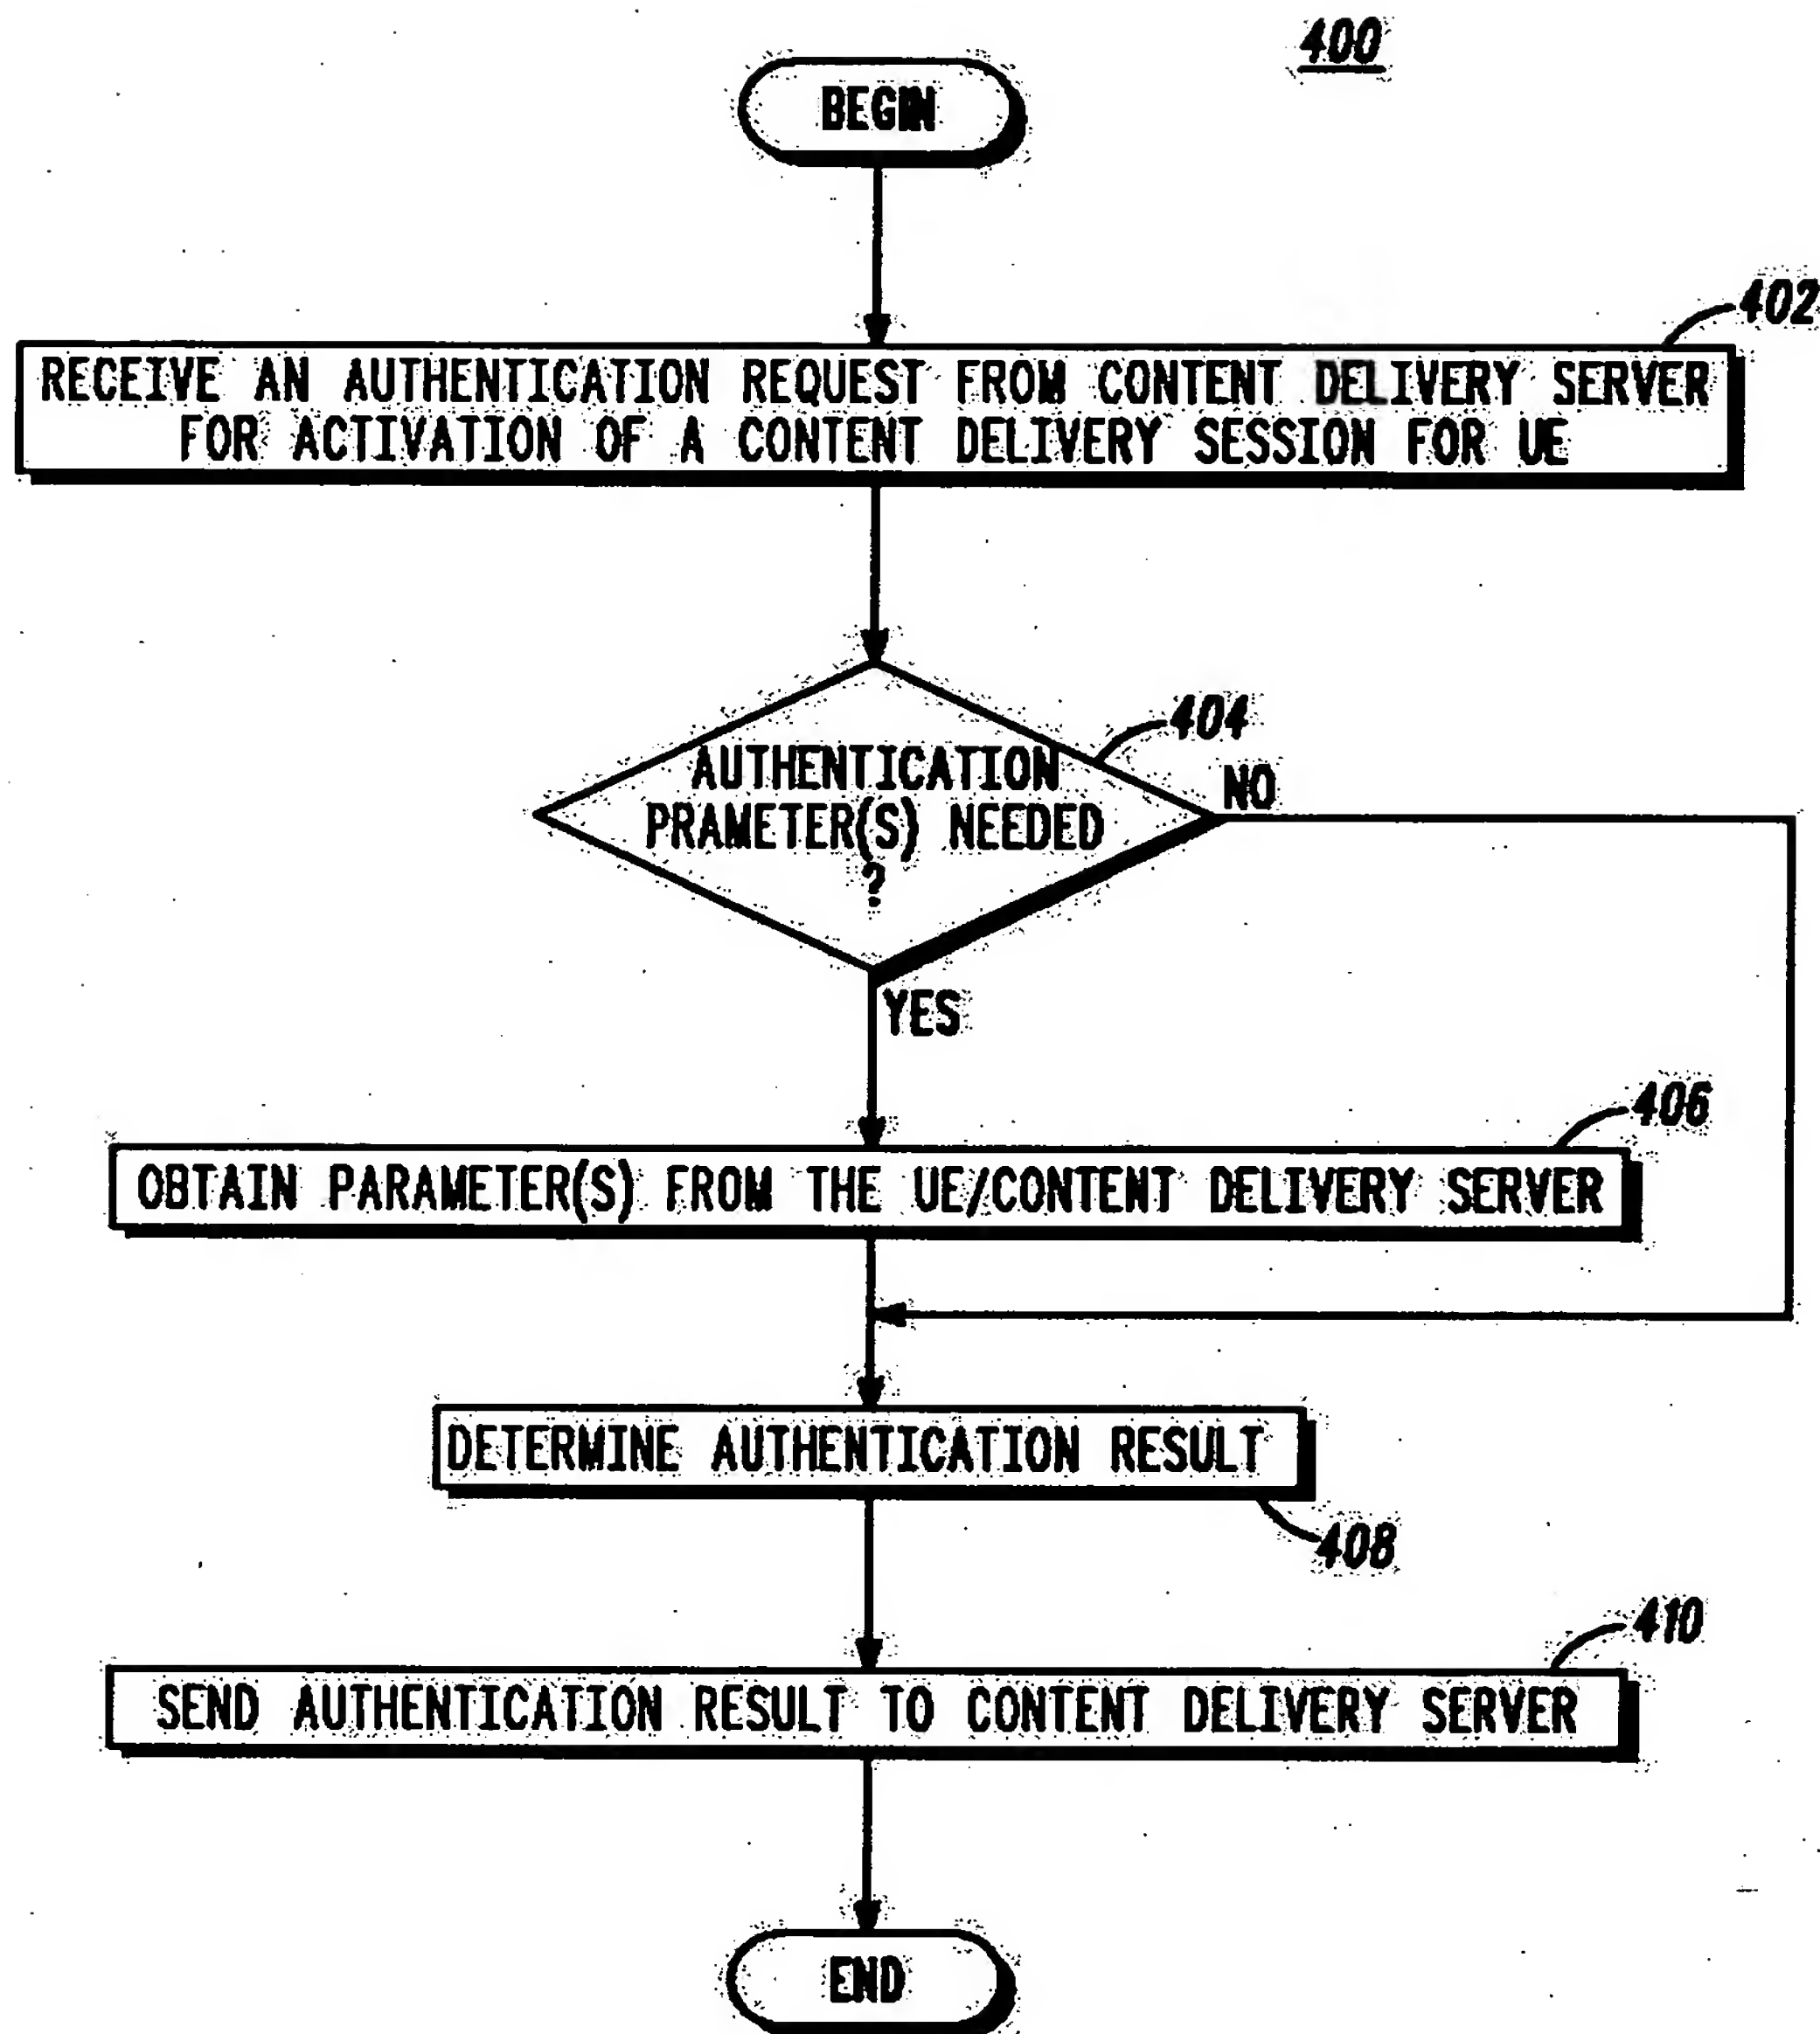 400
BEGIN
402
RECEIVE AN AUTHENTICATION REQUEST FROM CONTENT DELIVERY SERVER
FOR ACTIVATION OF A CONTENT DELIVERY SESSION FOR UE
404
AUTHENTICATION
PRAMETER(S) NEEDED
?
NO
YES
406
OBTAIN PARAMETER(S) FROM THE UE/CONTENT DELIVERY SERVER
DETERMINE AUTHENTICATION RESULT
408
410
SEND AUTHENTICATION RESULT TO CONTENT DELIVERY SERVER
END